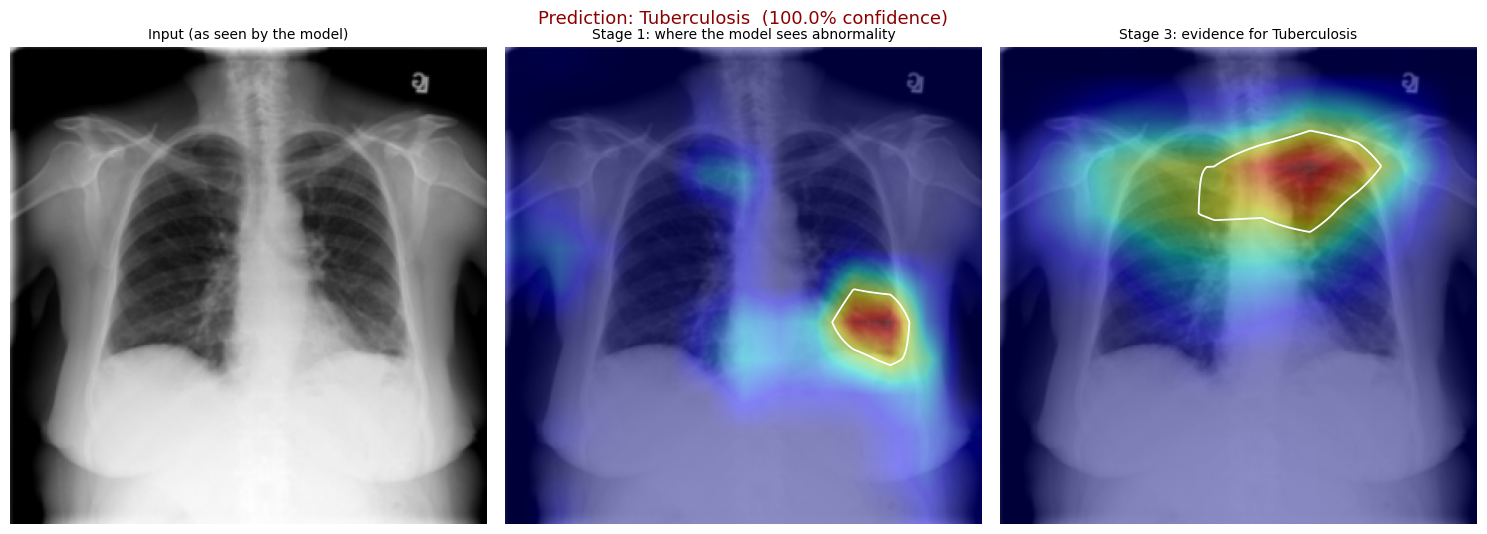 Prediction: Tuberculosis  (100.0% confidence)
Input (as seen by the model)
Stage 1: where the model sees abnormality
Stage 3: evidence for Tuberculosis